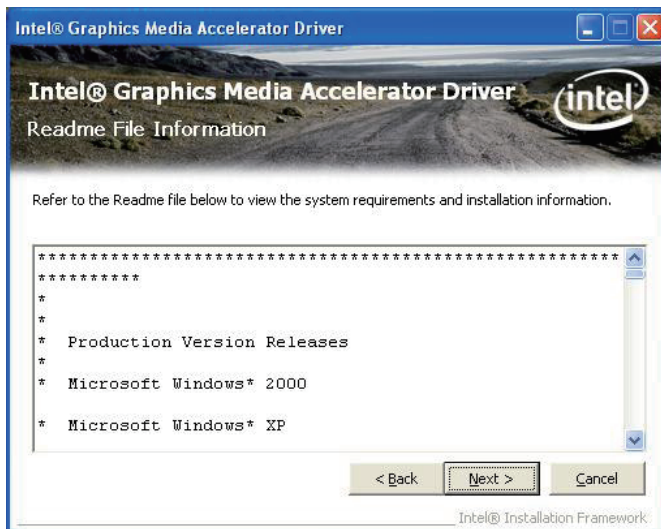 Intel® Graphics Media Accelerator Driver
Intel® Graphics Media Accelerator Driver
intel
Readme File Information
Refer to the Readme file below to view the system requirements and installation information.
********************************************************
**********
*
*
* Production Version Releases
*
* Microsoft Windows* 2000
* Microsoft Windows* XP
< Back Next > Cancel
Intel® Installation Framework